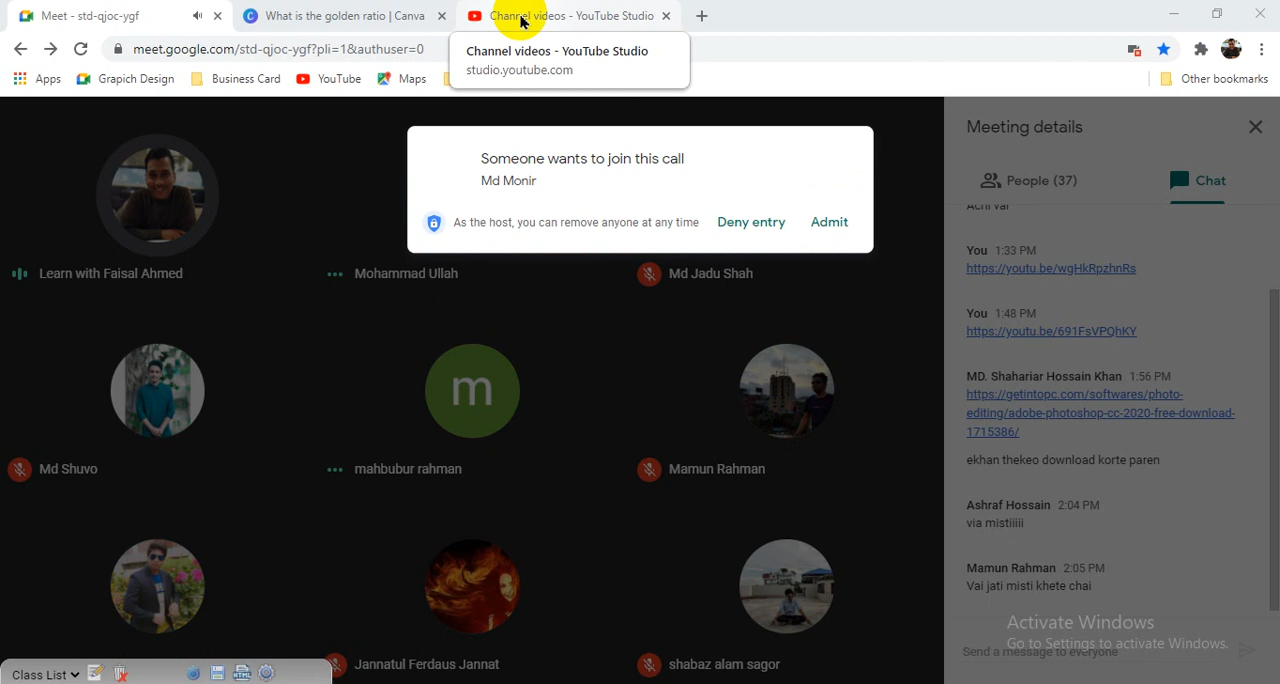 Meet - std-qjoc-ygf
What is the golden ratio | Canva
Channel videos - YouTube Studio
meet.google.com/std-qjoc-ygf?pli=1&authuser=0
Channel videos - YouTube Studio
studio.youtube.com
Apps
Grapich Design
Business Card
YouTube
Maps
Other bookmarks
Someone wants to join this call
Md Monir
As the host, you can remove anyone at any time
Deny entry
Admit
Learn with Faisal Ahmed
Mohammad Ullah
Md Jadu Shah
m
Md Shuvo
mahbubur rahman
Mamun Rahman
Jannatul Ferdaus Jannat
shabaz alam sagor
Class List
HTML
Meeting details
People (37)
Chat
You 1:33 PM
https://youtu.be/wgHkRpzhnRs
You 1:48 PM
https://youtu.be/691FsVPQhKY
MD. Shahariar Hossain Khan 1:56 PM
https://getintopc.com/softwares/photo-
editing/adobe-photoshop-cc-2020-free-download-
1715386/
ekhan thekeo download korte paren
Ashraf Hossain 2:04 PM
via mistiiiii
Mamun Rahman 2:05 PM
Vai jati misti khete chai
Activate Windows
Go to Settings to activate Windows.
Send a message to everyone